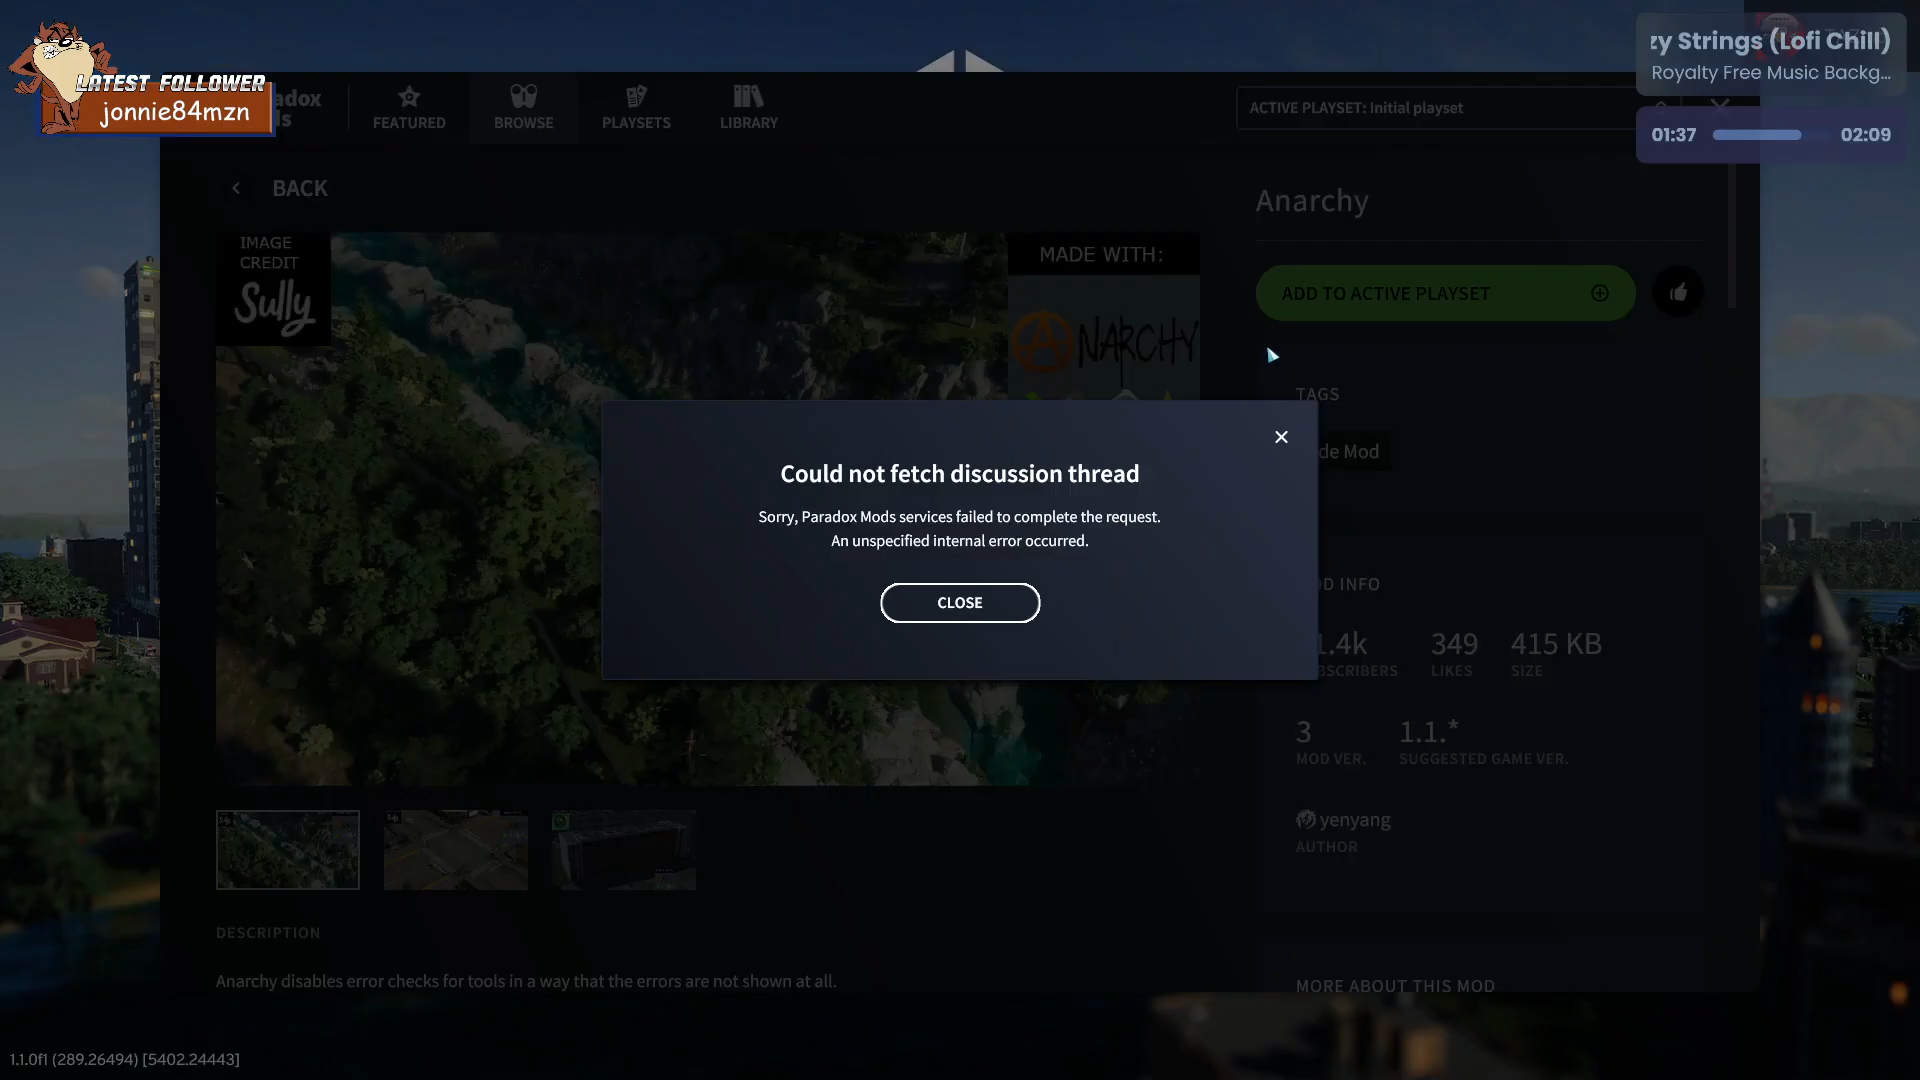 LATEST FOLLOWER
jonnie84mzn
FEATURED
BROWSE
PLAYSETS
LIBRARY
ACTIVE PLAYSET: Initial playset
zy Strings (Lofi Chill)
Royalty Free Music Backg...
01:37
02:09
BACK
IMAGE
CREDIT
Sully
MADE WITH:
ANARCHY
Anarchy
ADD TO ACTIVE PLAYSET
TAGS
de Mod
Could not fetch discussion thread
Sorry, Paradox Mods services failed to complete the request.
An unspecified internal error occurred.
CLOSE
INFO
1.4k
349
415 KB
BSCRIBERS
LIKES
SIZE
3
1.1.*
MOD VER.
SUGGESTED GAME VER.
yenyang
AUTHOR
DESCRIPTION
Anarchy disables error checks for tools in a way that the errors are not shown at all.
MORE ABOUT THIS MOD
1.1.0f1 (289.26494) [5402.24443]